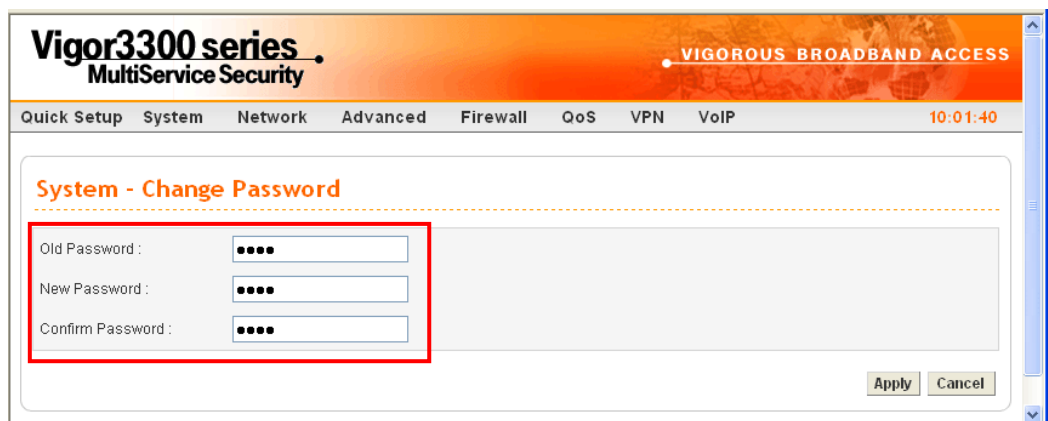 Vigor3300 series
MultiService Security
VIGOROUS BROADBAND ACCESS
Quick Setup System Network Advanced Firewall QoS VPN VoIP 10:01:40
System - Change Password
Old Password : ●●●●
New Password : ●●●●
Confirm Password : ●●●●
Apply Cancel